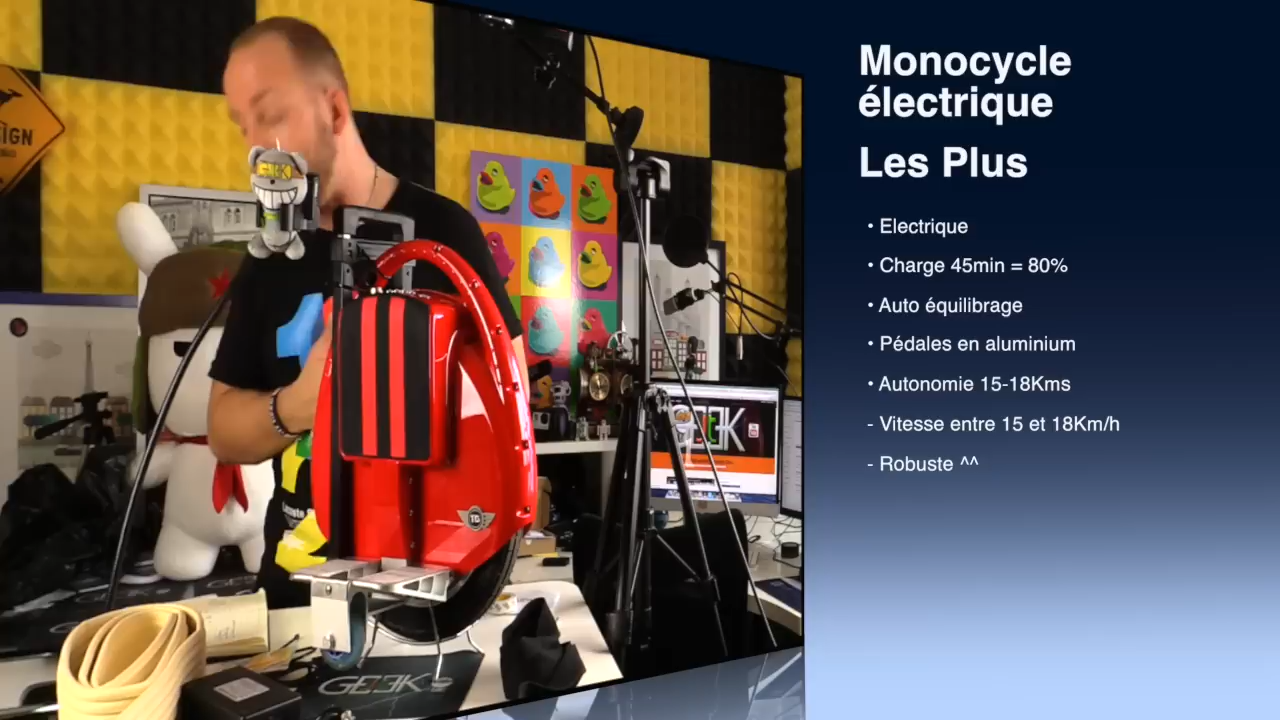 Monocycle
électrique
Les Plus
• Electrique
• Charge 45min = 80%
• Auto équilibrage
• Pédales en aluminium
• Autonomie 15-18Kms
- Vitesse entre 15 et 18Km/h
- Robuste ^^
GEEK
TG
GEEK